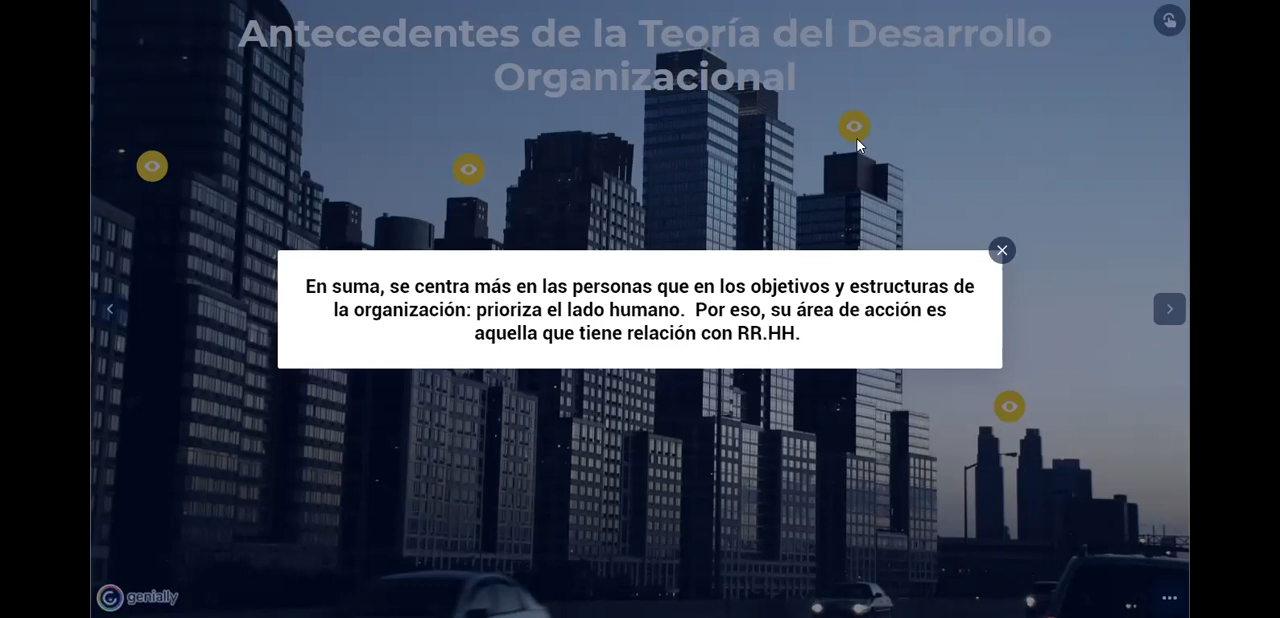 Antecedentes de la Teoría del Desarrollo
Organizacional
En suma, se centra más en las personas que en los objetivos y estructuras de
la organización: prioriza el lado humano.  Por eso, su área de acción es
aquella que tiene relación con RR.HH.
genially